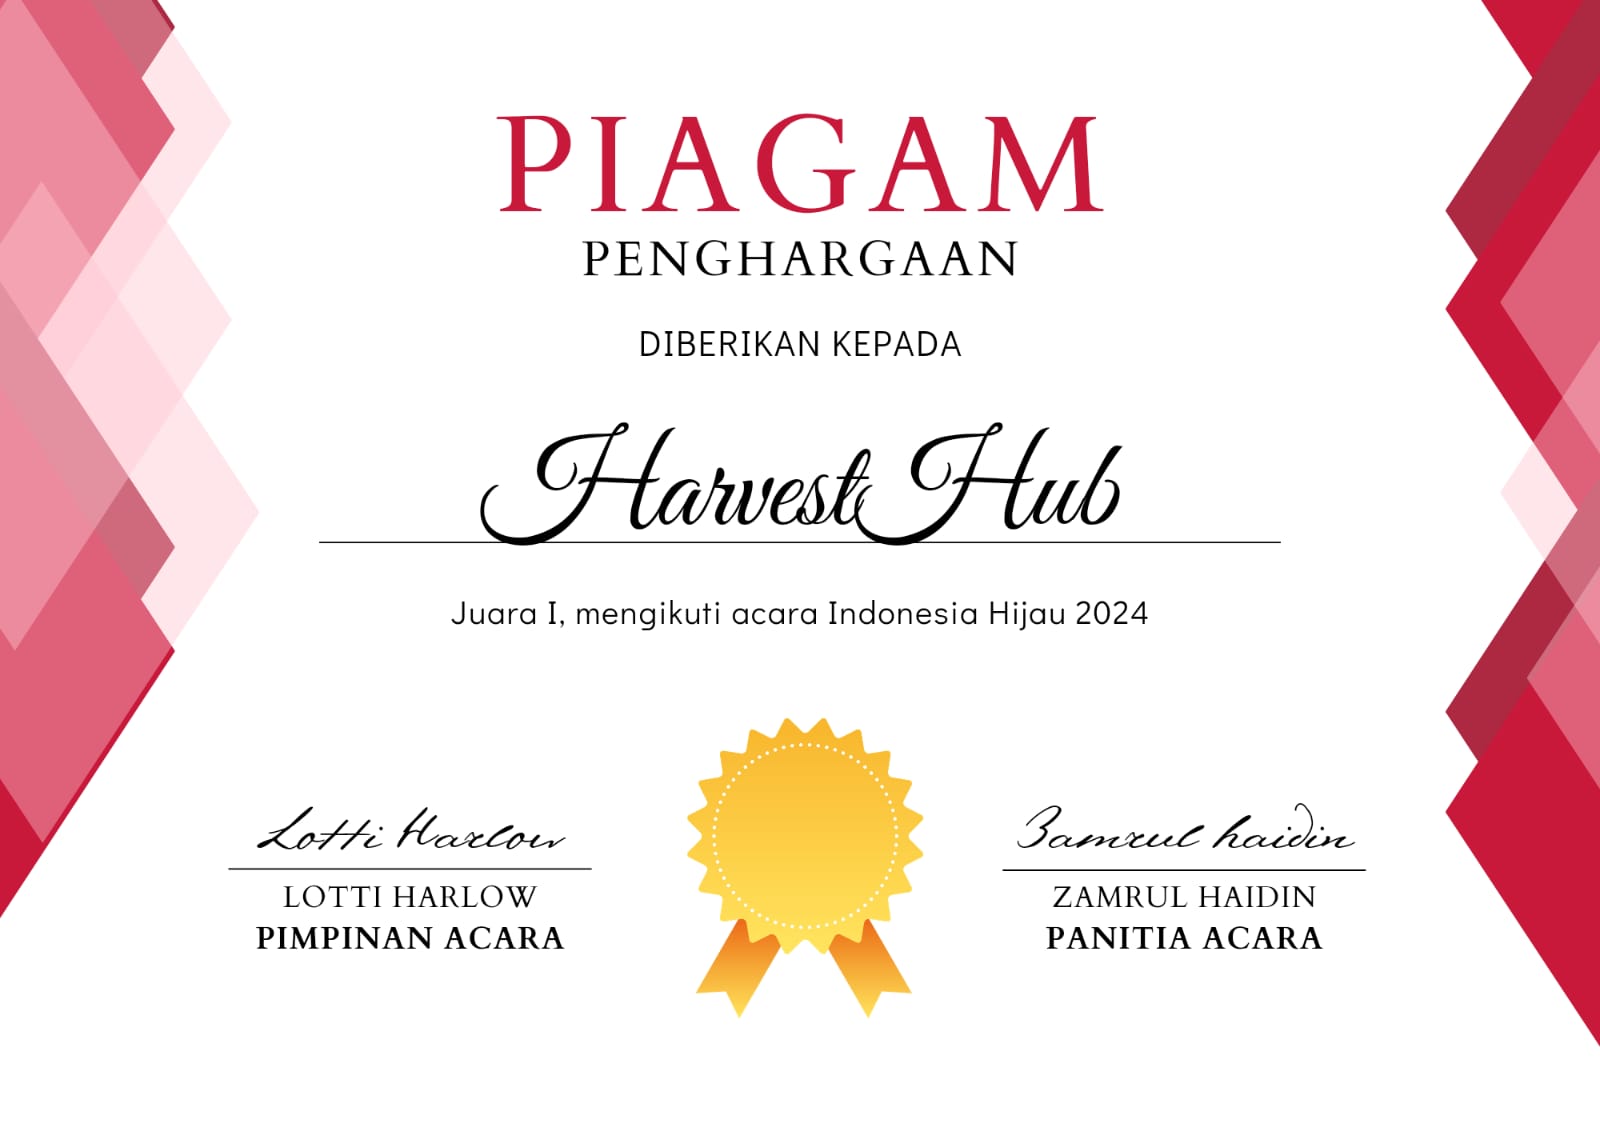 PIAGAM
PENGHARGAAN
DIBERIKAN KEPADA
Harvest Hub
Juara I, mengikuti acara Indonesia Hijau 2024
Lotti Harlow
LOTTI HARLOW
PIMPINAN ACARA
Zamrul haidin
ZAMRUL HAIDIN
PANITIA ACARA